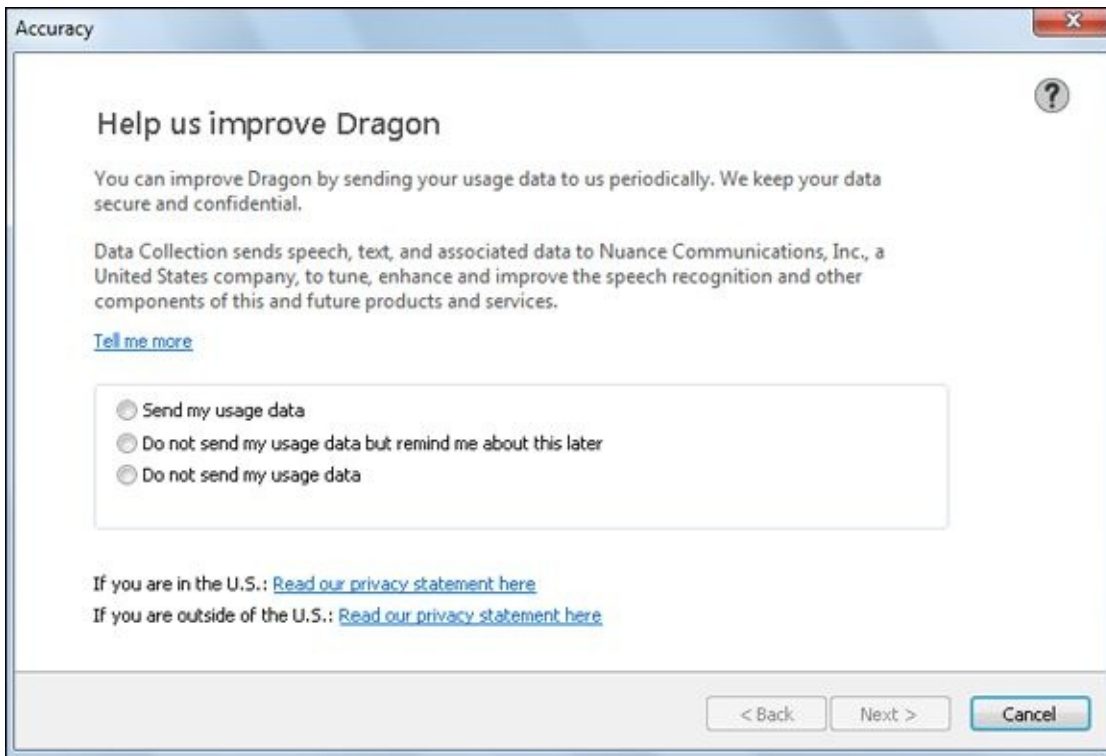 Accuracy
x
?
Help us improve Dragon
You can improve Dragon by sending your usage data to us periodically. We keep your data
secure and confidential.
Data Collection sends speech, text, and associated data to Nuance Communications, Inc., a
United States company, to tune, enhance and improve the speech recognition and other
components of this and future products and services.
Tell me more
Send my usage data
Do not send my usage data but remind me about this later
Do not send my usage data
If you are in the U.S.: Read our privacy statement here
If you are outside of the U.S.: Read our privacy statement here
< Back Next > Cancel